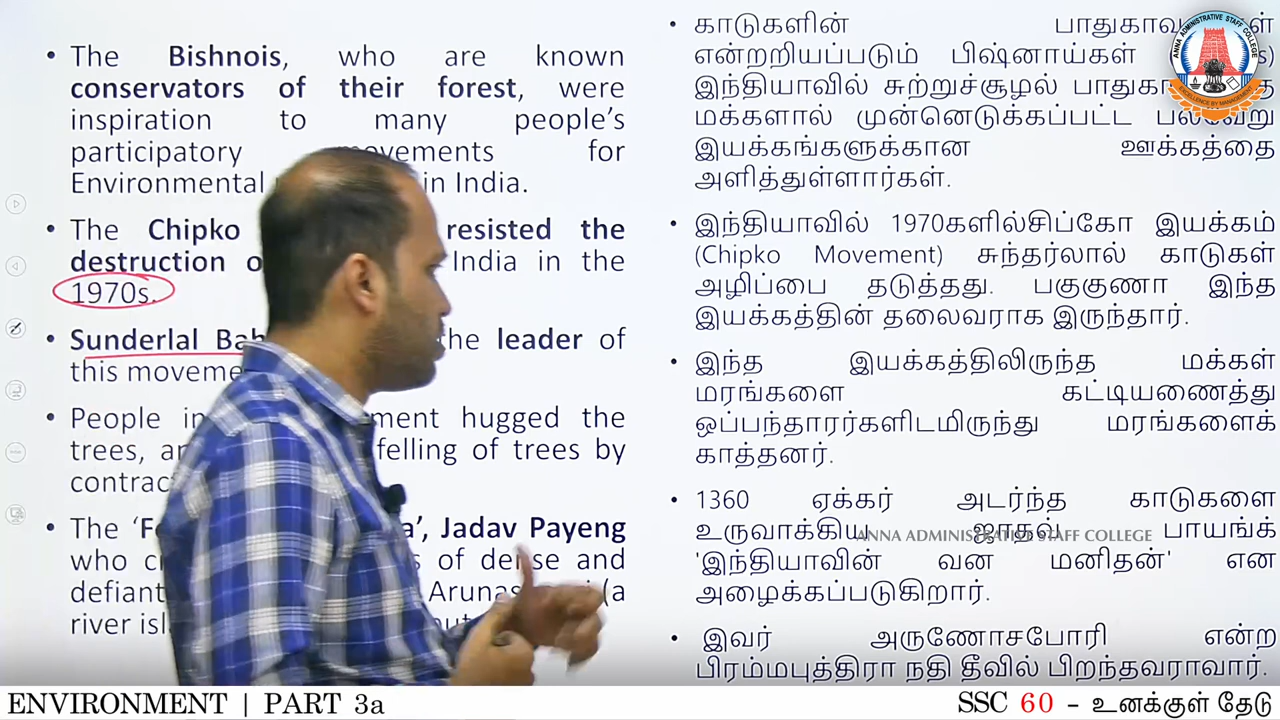 • The Bishnois, who are known
conservators of their forest, were
inspiration to many people's
participatory movements for
Environmental in India.
• The Chipko resisted the
destruction India in the
1970s.
• Sunderlal the leader of
this
• People in hugged the
trees, felling of trees by

• The Jadav Payeng
who of dense and
defiant (a
river
• காடுகளின்
என்றறியப்படும் பிஷ்னாய்கள்
இந்தியாவில் சுற்றுச்சூழல்
மக்களால் முன்னெடுக்கப்பட்ட பல்வேறு
இயக்கங்களுக்கான ஊக்கத்தை
அளித்துள்ளார்கள்.
• இந்தியாவில் 1970களில்சிப்கோ இயக்கம்
(Chipko Movement) சுந்தர்லால் காடுகள்
அழிப்பை தடுத்தது. பகுகுணா இந்த
இயக்கத்தின் தலைவராக இருந்தார்.
• இந்த இயக்கத்திலிருந்த மக்கள்
மரங்களை கட்டியணைத்து
ஒப்பந்தாரர்களிடமிருந்து மரங்களைக்
காத்தனர்.
• 1360 ஏக்கர் அடர்ந்த காடுகளை
உருவாக்கிய ஜாதவ் பாயங்க்
'இந்தியாவின் வன மனிதன்' என
அழைக்கப்படுகிறார்.
• இவர் அருணோசபோரி என்ற
பிரம்மபுத்திரா நதி தீவில் பிறந்தவராவார்.
ANNA ADMINISTRATIVE STAFF COLLEGE
EXCELLENCE BY MANAGEMENT
ANNA ADMINISTRATIVE STAFF COLLEGE
ENVIRONMENT | PART 3a
SSC 60 - உனக்குள் தேடு